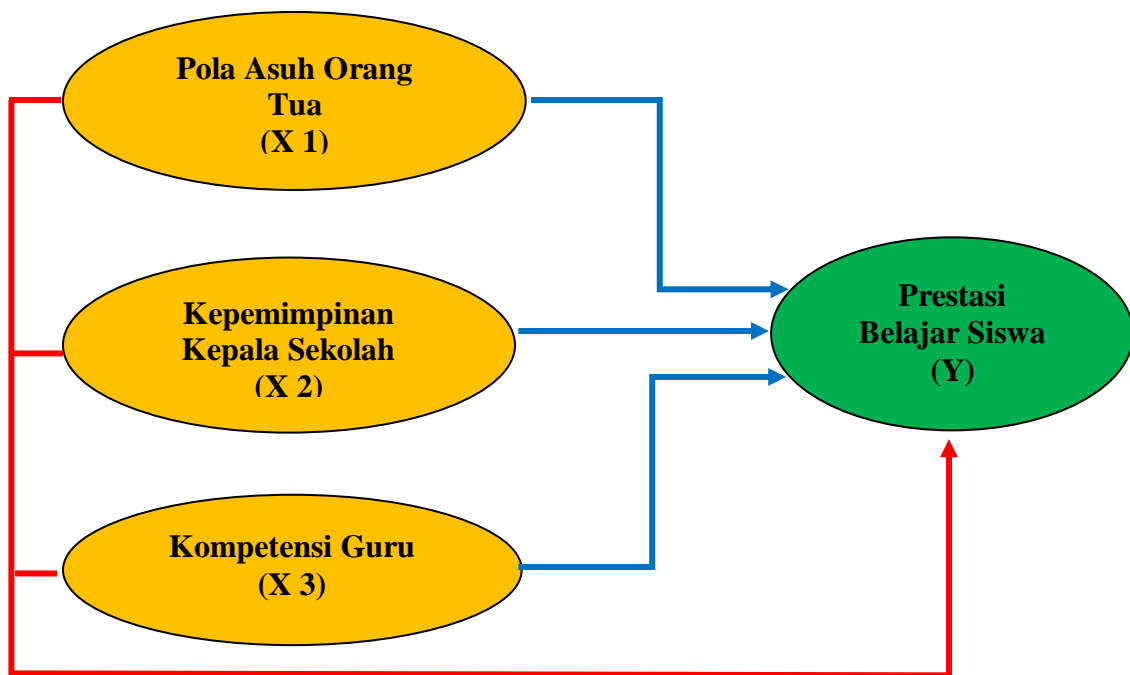 Pola Asuh Orang
Tua
(X 1)
Kepemimpinan
Kepala Sekolah
(X 2)
Kompetensi Guru
(X 3)
Prestasi
Belajar Siswa
(Y)